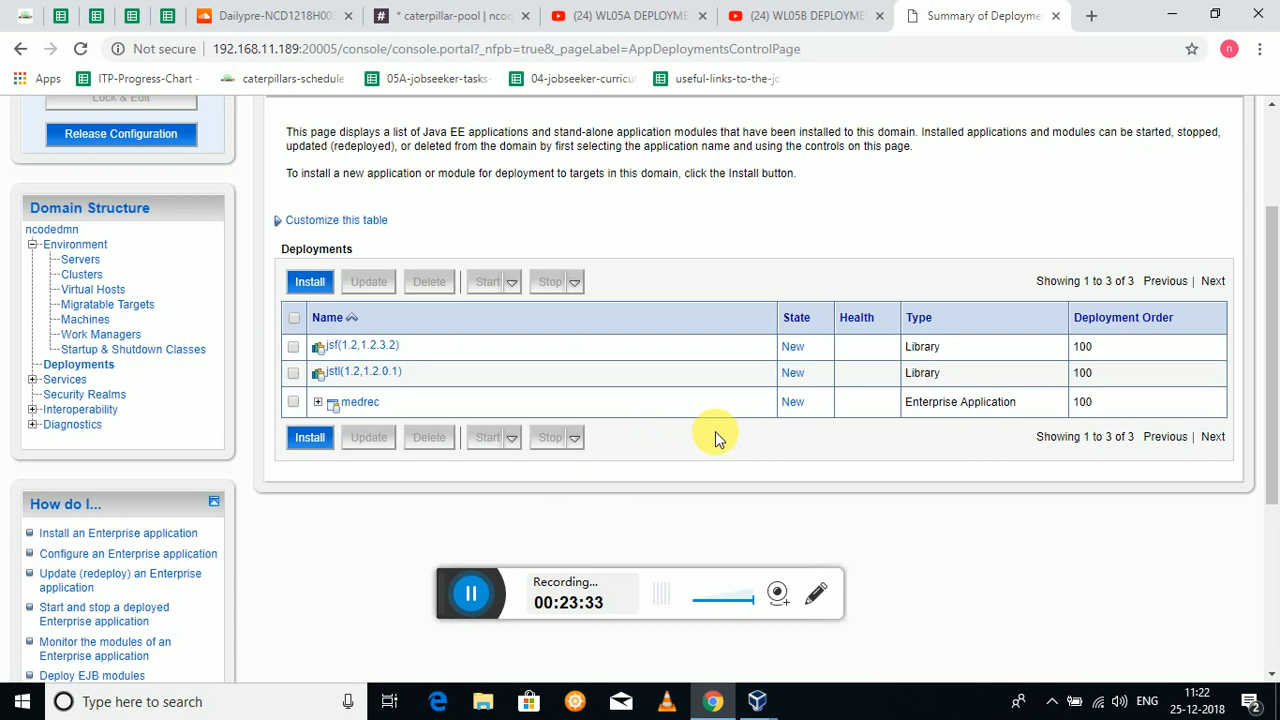 Dailypre-NCD1218H00
* caterpillar-pool | nco
(24) WL05A DEPLOYME
(24) WL05B DEPLOYME
Summary of Deployme
Not secure
192.168.11.189:20005/console/console.portal?_nfpb=true&_pageLabel=AppDeploymentsControlPage
n
Apps
ITP-Progress-Chart -
caterpillars-schedule
05A-jobseeker-tasks-
04-jobseeker-curricu
useful-links-to-the-jo
Lock & Edit
Release Configuration
Domain Structure
ncodedmn
Environment
Servers
Clusters
Virtual Hosts
Migratable Targets
Machines
Work Managers
Startup & Shutdown Classes
Deployments
Services
Security Realms
Interoperability
Diagnostics
How do I...
Install an Enterprise application
Configure an Enterprise application
Update (redeploy) an Enterprise
application
Start and stop a deployed
Enterprise application
Monitor the modules of an
Enterprise application
Deploy EJB modules
This page displays a list of Java EE applications and stand-alone application modules that have been installed to this domain. Installed applications and modules can be started, stopped,
updated (redeployed), or deleted from the domain by first selecting the application name and using the controls on this page.
To install a new application or module for deployment to targets in this domain, click the Install button.
Customize this table
Deployments
Install Update Delete Start Stop Showing 1 to 3 of 3 Previous | Next
Name State Health Type Deployment Order
jsf(1.2,1.2.3.2) New Library 100
jstl(1.2,1.2.0.1) New Library 100
medrec New Enterprise Application 100
Install Update Delete Start Stop Showing 1 to 3 of 3 Previous | Next
Recording...
00:23:33
Type here to search
ENG
11:22
25-12-2018
2